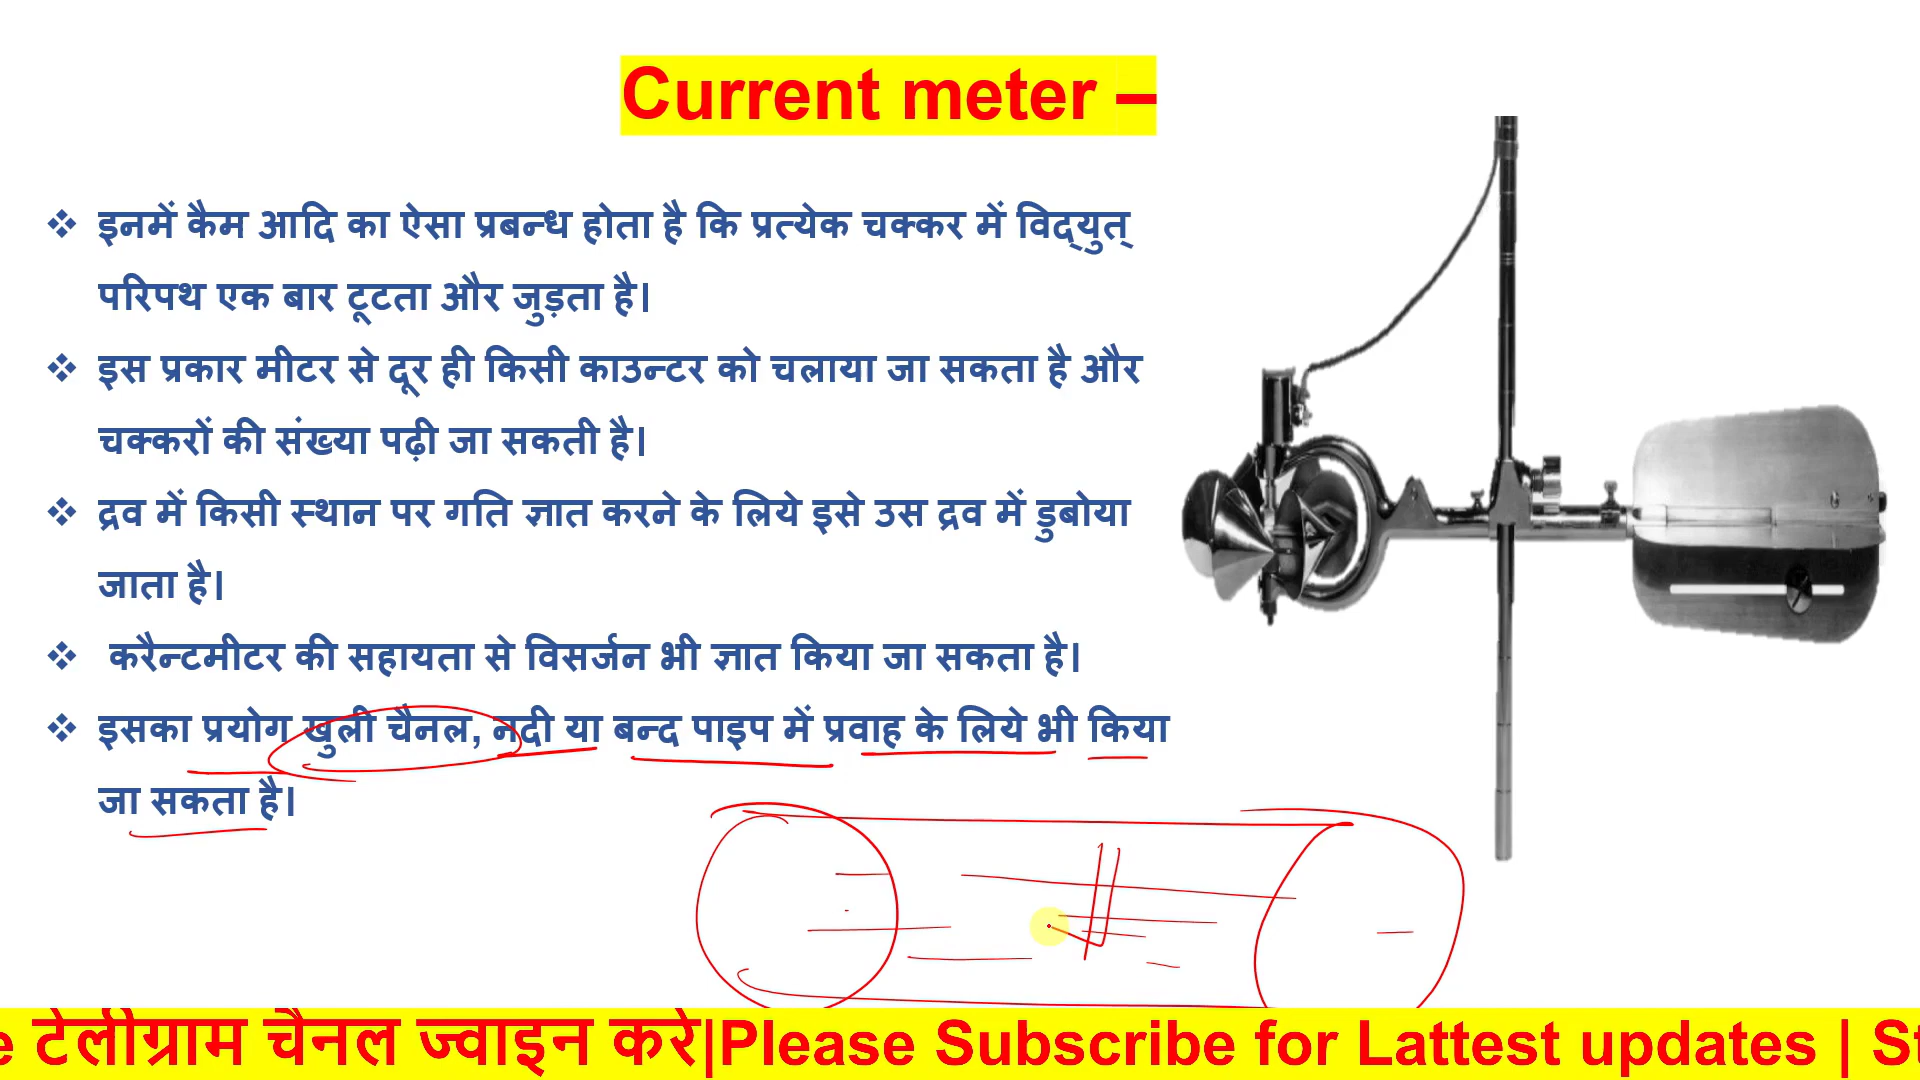 Current meter –
❖ इनमें कैम आदि का ऐसा प्रबन्ध होता है कि प्रत्येक चक्कर में विद्‌युत्
परिपथ एक बार टूटता और जुड़ता है।
❖ इस प्रकार मीटर से दूर ही किसी काउन्टर को चलाया जा सकता है और
चक्करों की संख्या पढ़ी जा सकती है।
❖ द्रव में किसी स्थान पर गति ज्ञात करने के लिये इसे उस द्रव में डुबोया
जाता है।
❖ करैन्टमीटर की सहायता से विसर्जन भी ज्ञात किया जा सकता है।
❖ इसका प्रयोग खुली चैनल, नदी या बन्द पाइप में प्रवाह के लिये भी किया
जा सकता है।
e टेलीग्राम चैनल ज्वाइन करे|Please Subscribe for Lattest updates | St